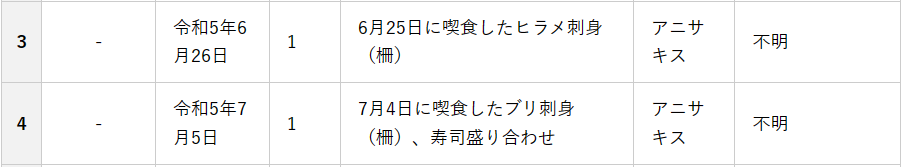 3
-
令和5年6
月26日
1
6月25日に喫食したヒラメ刺身
（柵）
アニサ
キス
不明
4
-
令和5年7
月5日
1
7月4日に喫食したブリ刺身
（柵）、寿司盛り合わせ
アニサ
キス
不明